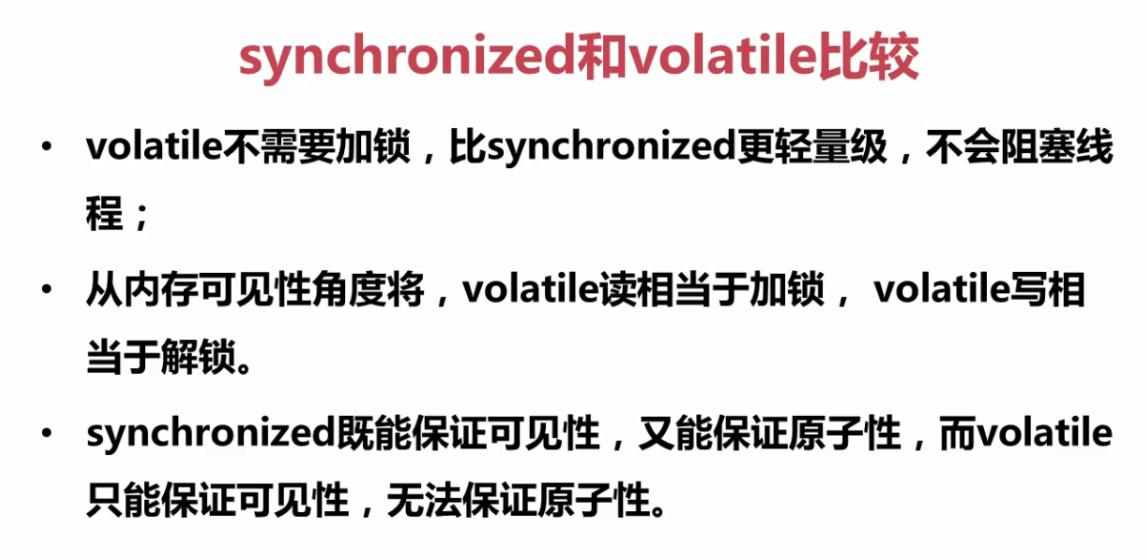 synchronized和volatile比较
• volatile不需要加锁，比synchronized更轻量级，不会阻塞线
程；
• 从内存可见性角度将，volatile读相当于加锁， volatile写相
当于解锁。
• synchronized既能保证可见性，又能保证原子性，而volatile
只能保证可见性，无法保证原子性。